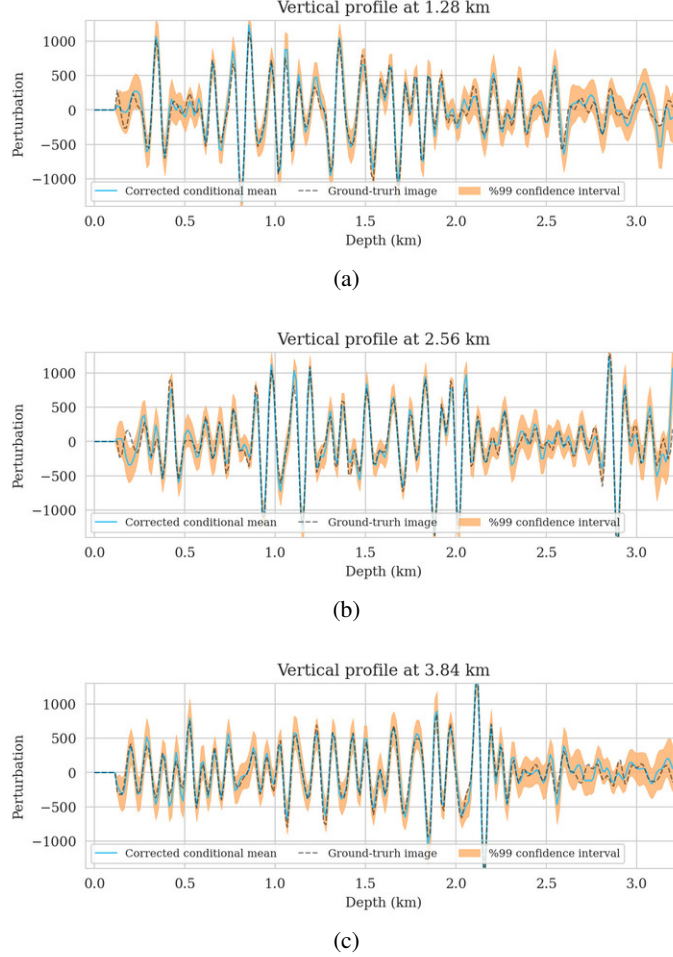 Vertical profile at 1.28 km
1000
500
0
−500
−1000
Perturbation
Corrected conditional mean
Ground-trurh image
%99 confidence interval
0.0 0.5 1.0 1.5 2.0 2.5 3.0
Depth (km)
(a)
Vertical profile at 2.56 km
1000
500
0
−500
−1000
Perturbation
Corrected conditional mean
Ground-trurh image
%99 confidence interval
0.0 0.5 1.0 1.5 2.0 2.5 3.0
Depth (km)
(b)
Vertical profile at 3.84 km
1000
500
0
−500
−1000
Perturbation
Corrected conditional mean
Ground-trurh image
%99 confidence interval
0.0 0.5 1.0 1.5 2.0 2.5 3.0
Depth (km)
(c)